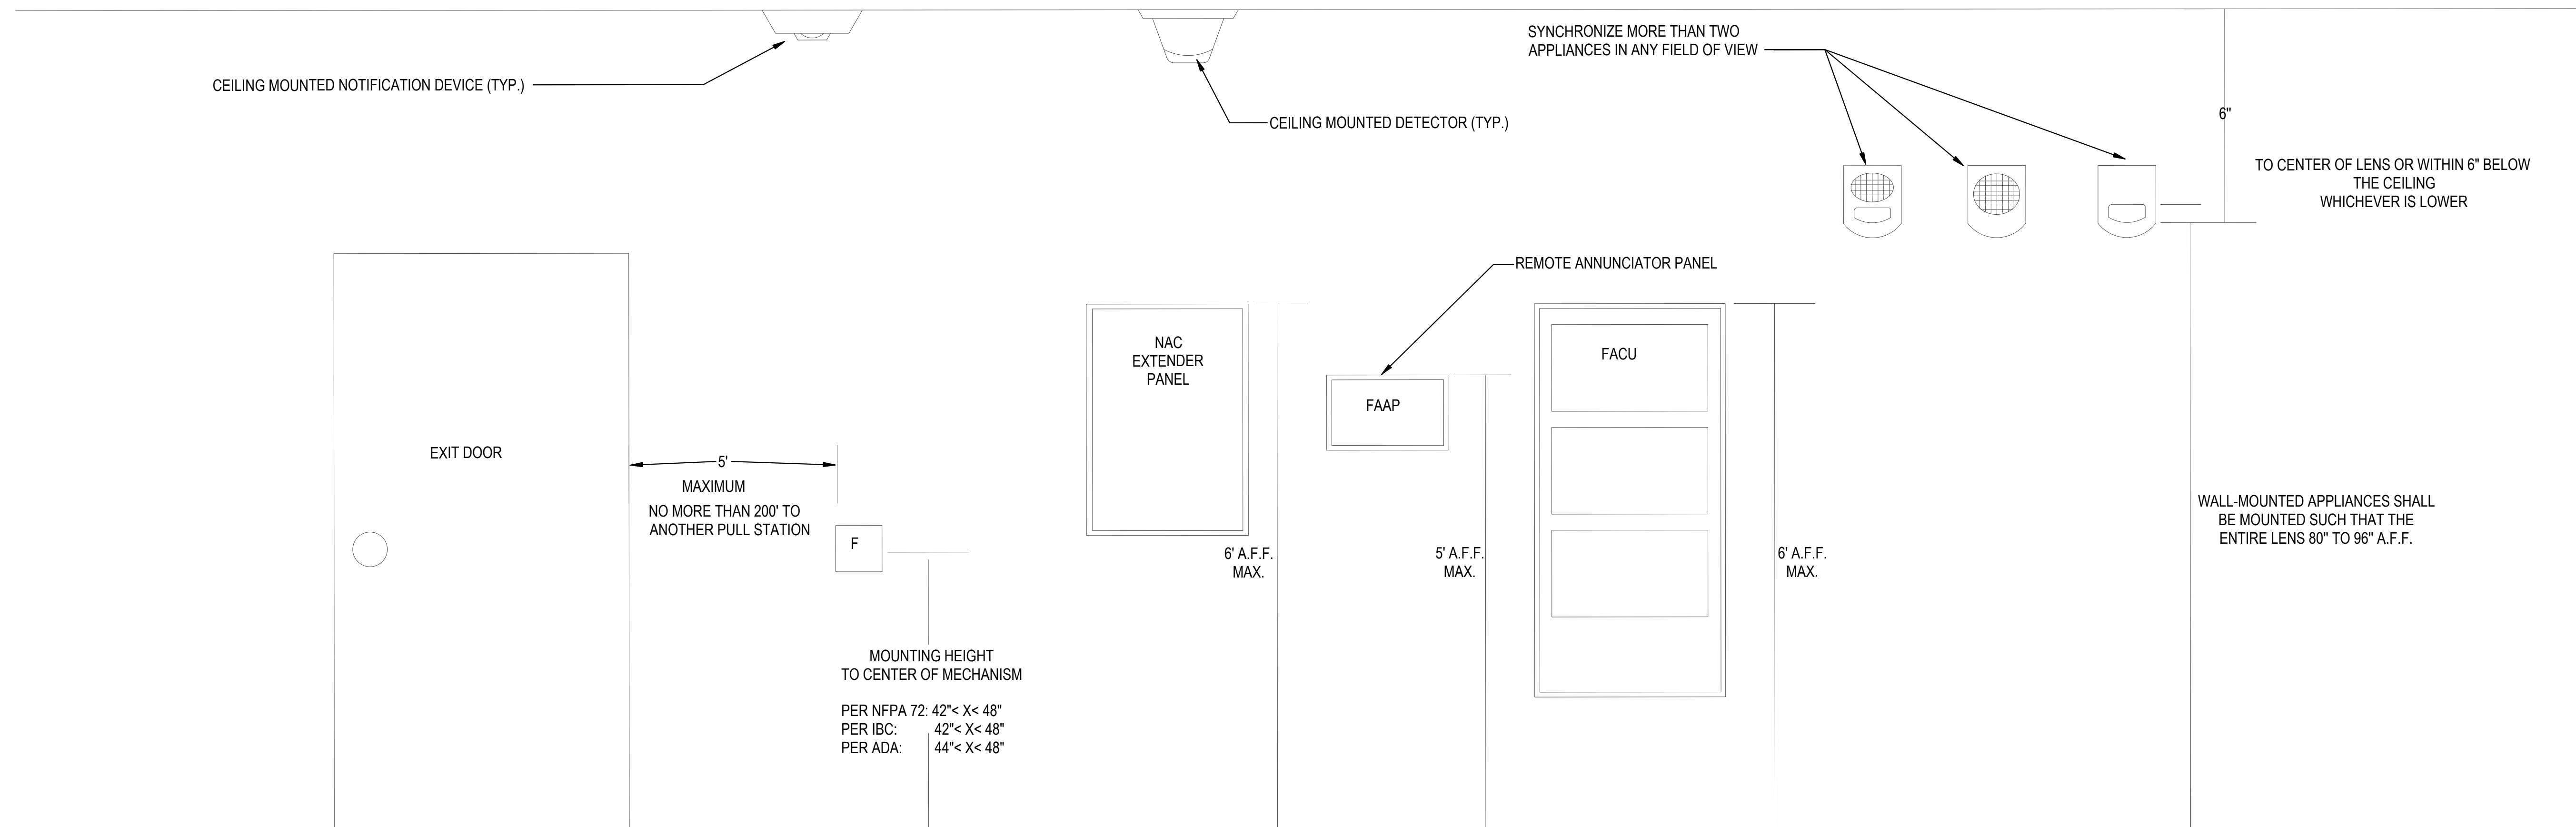 SYNCHRONIZE MORE THAN TWO
APPLIANCES IN ANY FIELD OF VIEW
CEILING MOUNTED NOTIFICATION DEVICE (TYP.)
CEILING MOUNTED DETECTOR (TYP.)
6"
TO CENTER OF LENS OR WITHIN 6" BELOW
THE CEILING
WHICHEVER IS LOWER
REMOTE ANNUNCIATOR PANEL
NAC
EXTENDER
PANEL
FACU
FAAP
EXIT DOOR
5'
MAXIMUM
NO MORE THAN 200' TO
ANOTHER PULL STATION
F
6' A.F.F.
MAX.
5' A.F.F.
MAX.
6' A.F.F.
MAX.
WALL-MOUNTED APPLIANCES SHALL
BE MOUNTED SUCH THAT THE
ENTIRE LENS 80" TO 96" A.F.F.
MOUNTING HEIGHT
TO CENTER OF MECHANISM
PER NFPA 72: 42"< X< 48"
PER IBC: 42"< X< 48"
PER ADA: 44"< X< 48"